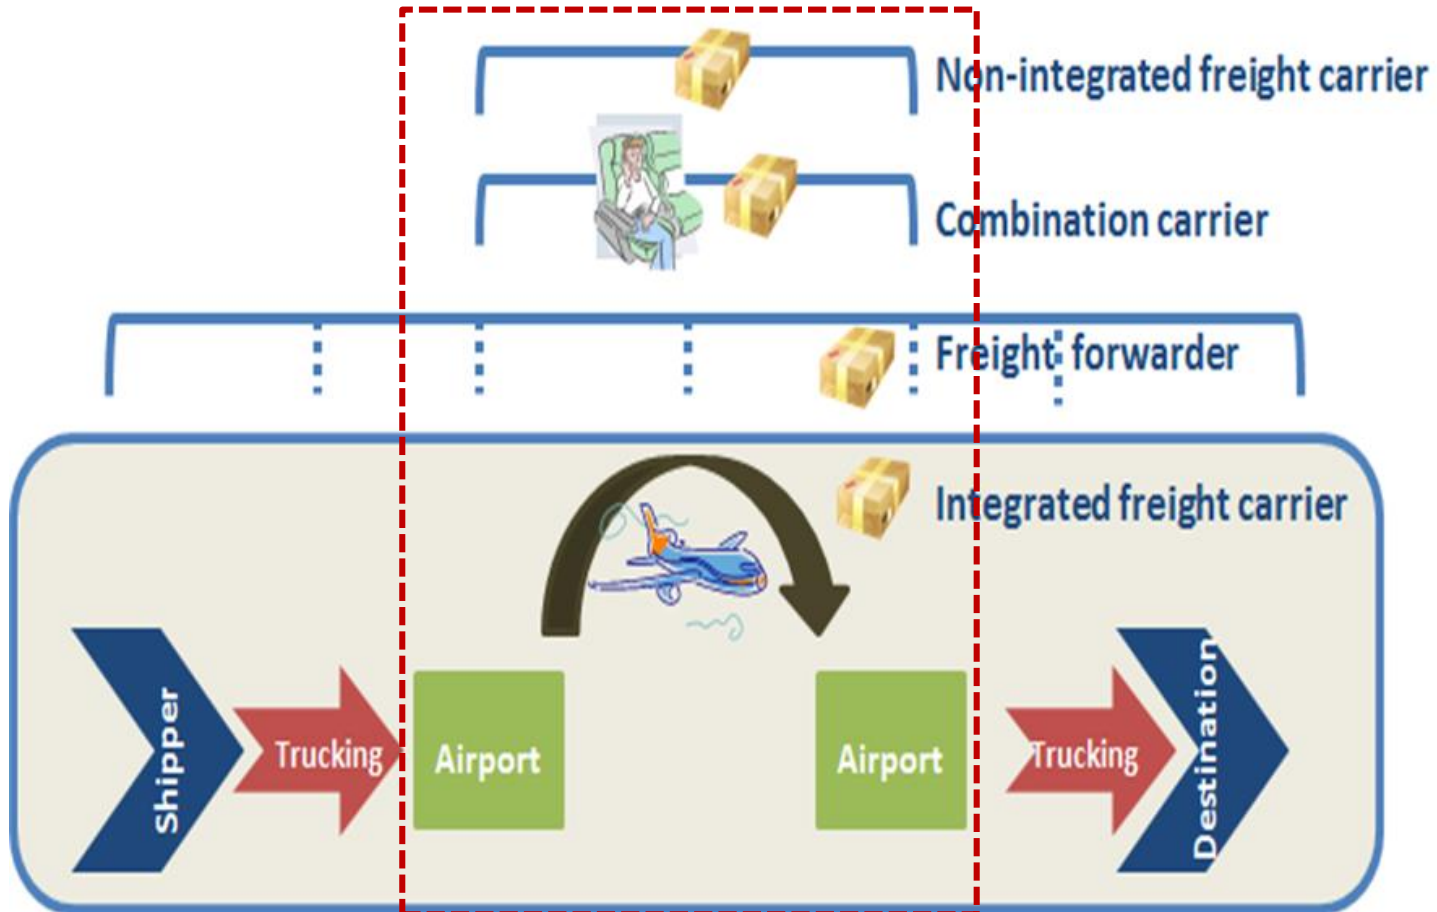 Non-integrated freight carrier
Combination carrier
Freight forwarder
Integrated freight carrier
Shipper
Trucking
Airport
Airport
Trucking
Destination